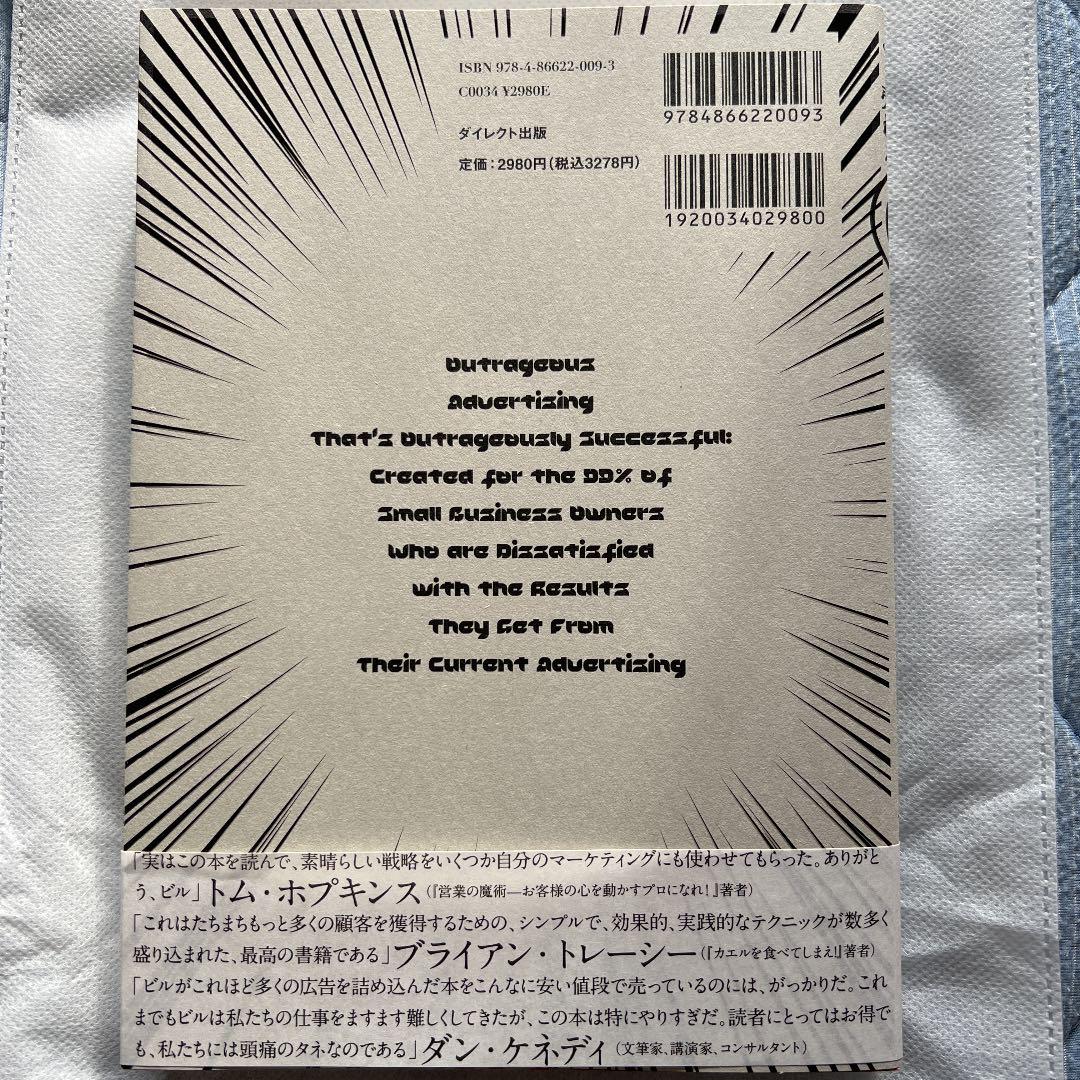 ISBN 978-4-86622-009-3
C0034 ¥2980E
ダイレクト出版
定価:2980円(税込3278円)
9784866220093
1920034029800
Outrageous
Advertising
That's Outrageously Successful:
Created for the 99% of
Small Business Owners
Who are Dissatisfied
with the Results
They Get From
Their Current Advertising
「実はこの本を読んで、素晴らしい戦略をいくつか自分のマーケティングにも使わせてもらった。ありがと
う、ビル」トム・ホプキンス(『営業の魔術―お客様の心を動かすプロになれ!』著者)
「これはたちまちもっと多くの顧客を獲得するための、シンプルで、効果的、実践的なテクニックが数多く
盛り込まれた、最高の書籍である」ブライアン・トレーシー(『カエルを食べてしまえ』著者)
「ビルがこれほど多くの広告を詰め込んだ本をこんなに安い値段で売っているのには、がっかりだ。これ
までもビルは私たちの仕事をますます難しくしてきたが、この本は特にやりすぎだ。読者にとってはお得で
も、私たちには頭痛のタネなのである」ダン・ケネディ(文筆家、講演家、コンサルタント)